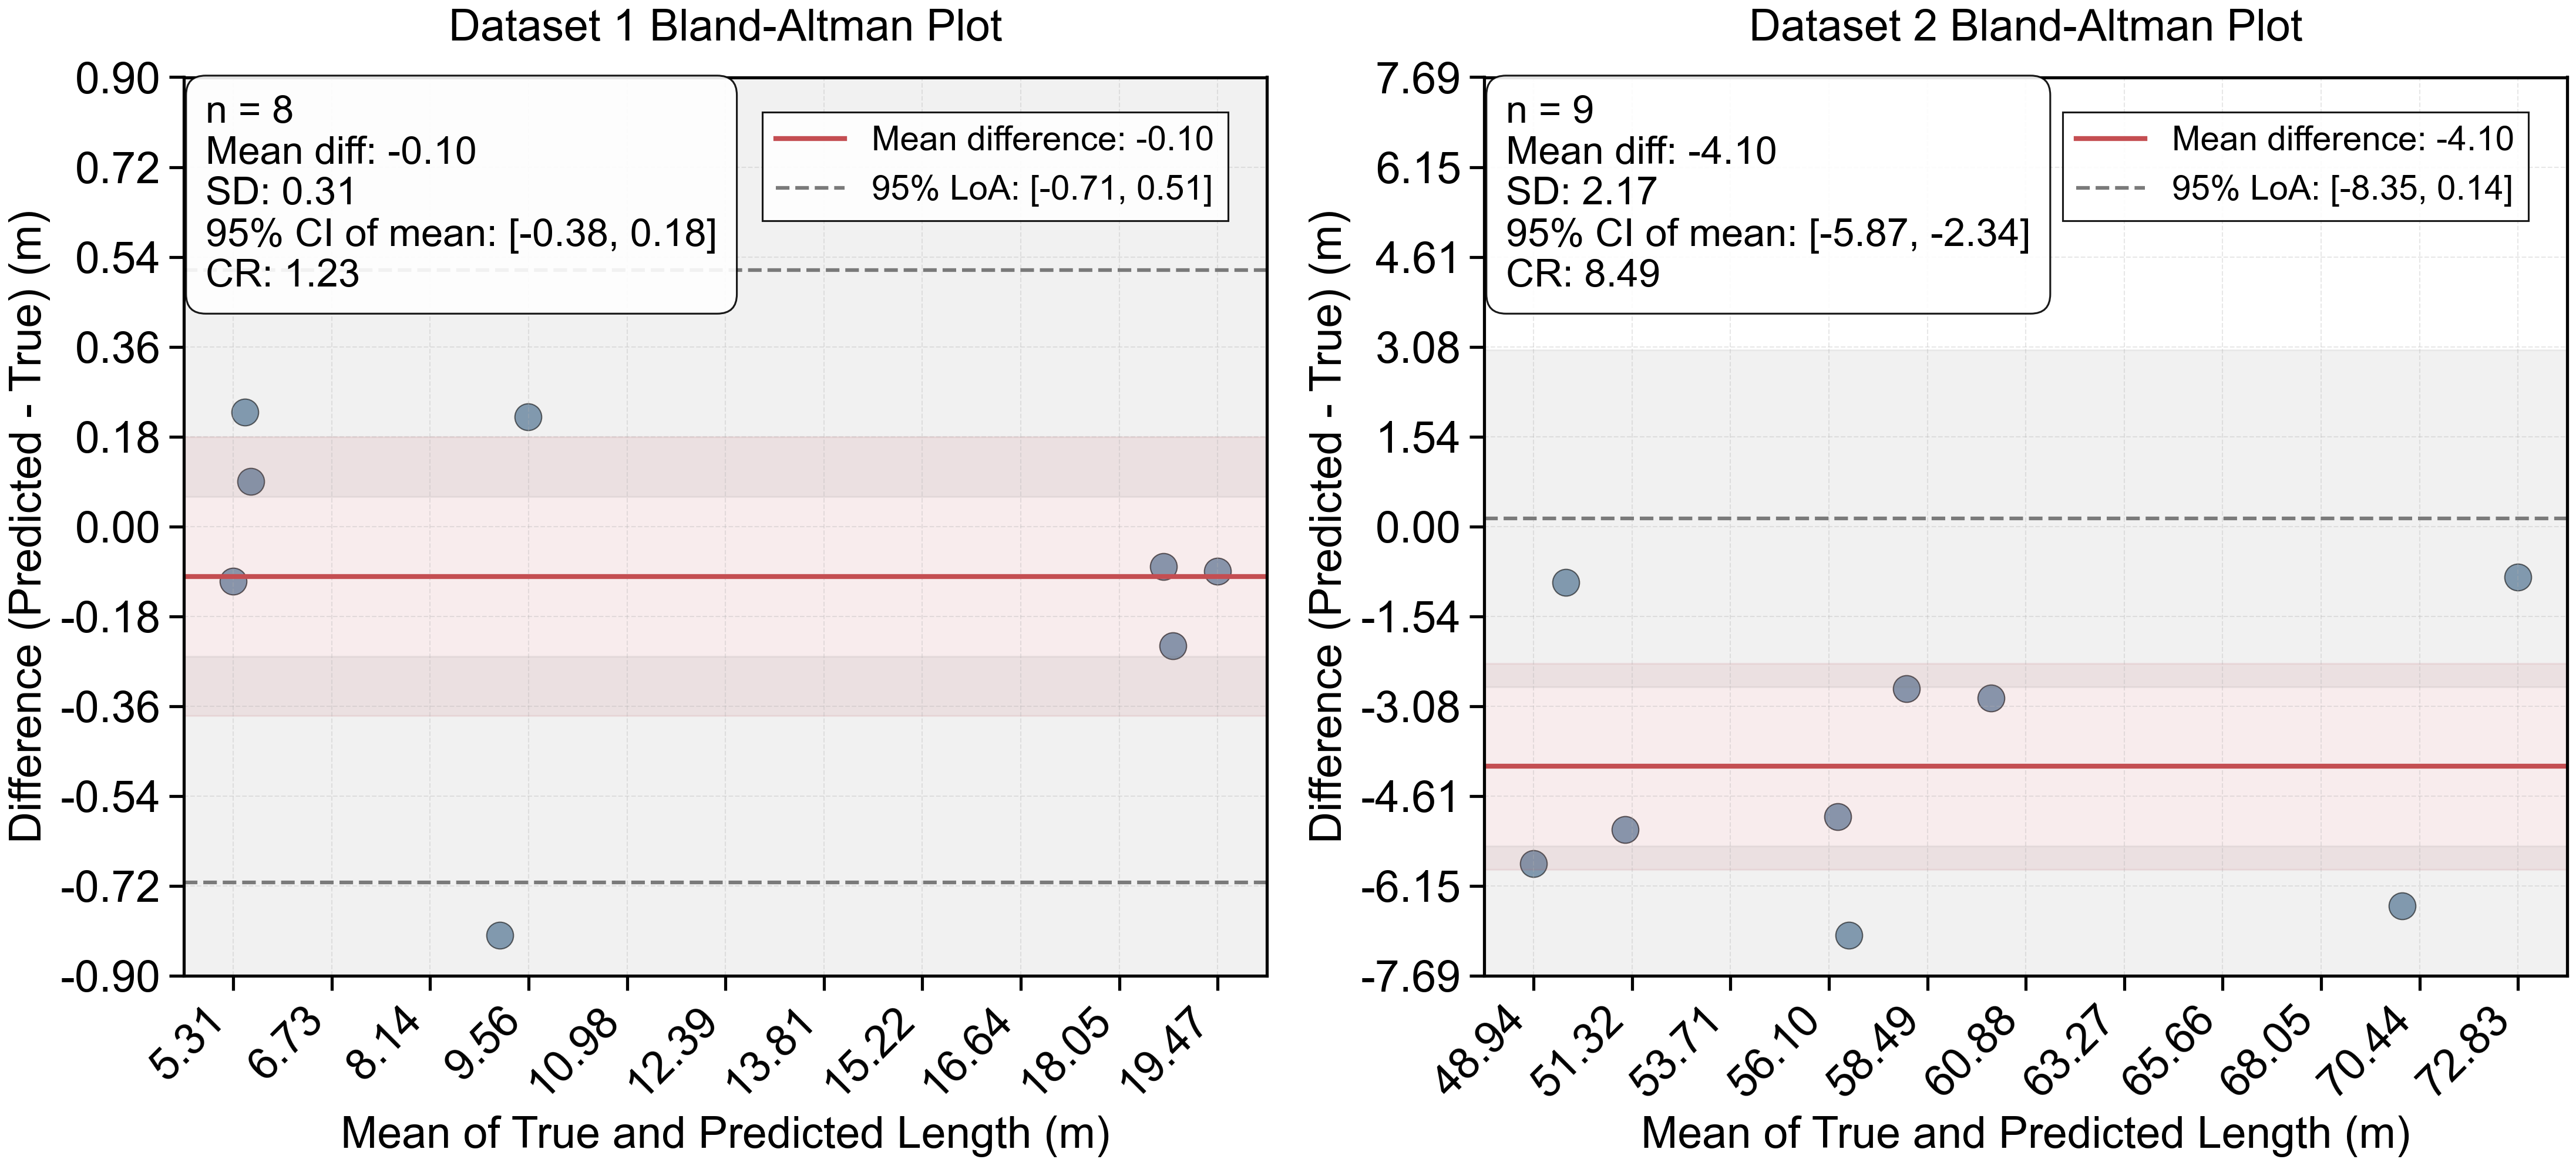 Dataset 1 Bland-Altman Plot
n = 8
Mean diff: -0.10
SD: 0.31
95% CI of mean: [-0.38, 0.18]
CR: 1.23
Mean difference: -0.10
95% LoA: [-0.71, 0.51]
Difference (Predicted - True) (m)
0.90
0.72
0.54
0.36
0.18
0.00
-0.18
-0.36
-0.54
-0.72
-0.90
5.31
6.73
8.14
9.56
10.98
12.39
13.81
15.22
16.64
18.05
19.47
Mean of True and Predicted Length (m)
Dataset 2 Bland-Altman Plot
n = 9
Mean diff: -4.10
SD: 2.17
95% CI of mean: [-5.87, -2.34]
CR: 8.49
Mean difference: -4.10
95% LoA: [-8.35, 0.14]
Difference (Predicted - True) (m)
7.69
6.15
4.61
3.08
1.54
0.00
-1.54
-3.08
-4.61
-6.15
-7.69
48.94
51.32
53.71
56.10
58.49
60.88
63.27
65.66
68.05
70.44
72.83
Mean of True and Predicted Length (m)